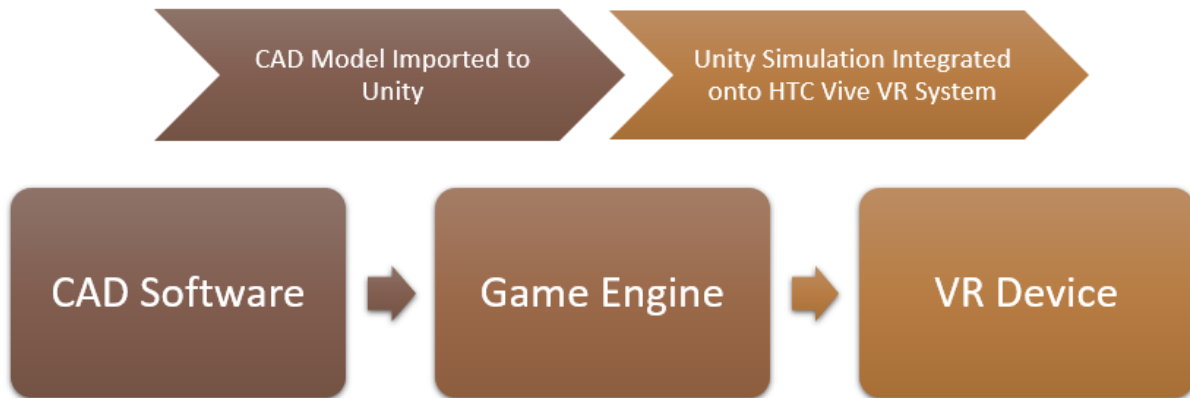 CAD Model Imported to
Unity
Unity Simulation Integrated
onto HTC Vive VR System
CAD Software
Game Engine
VR Device